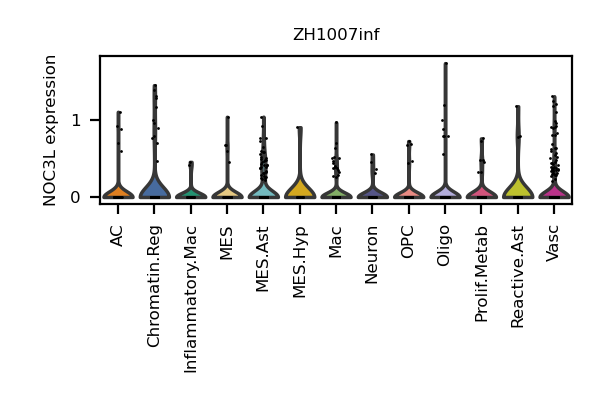 ZH1007inf
NOC3L expression
1
0
AC
Chromatin.Reg
Inflammatory.Mac
MES
MES.Ast
MES.Hyp
Mac
Neuron
OPC
Oligo
Prolif.Metab
Reactive.Ast
Vasc